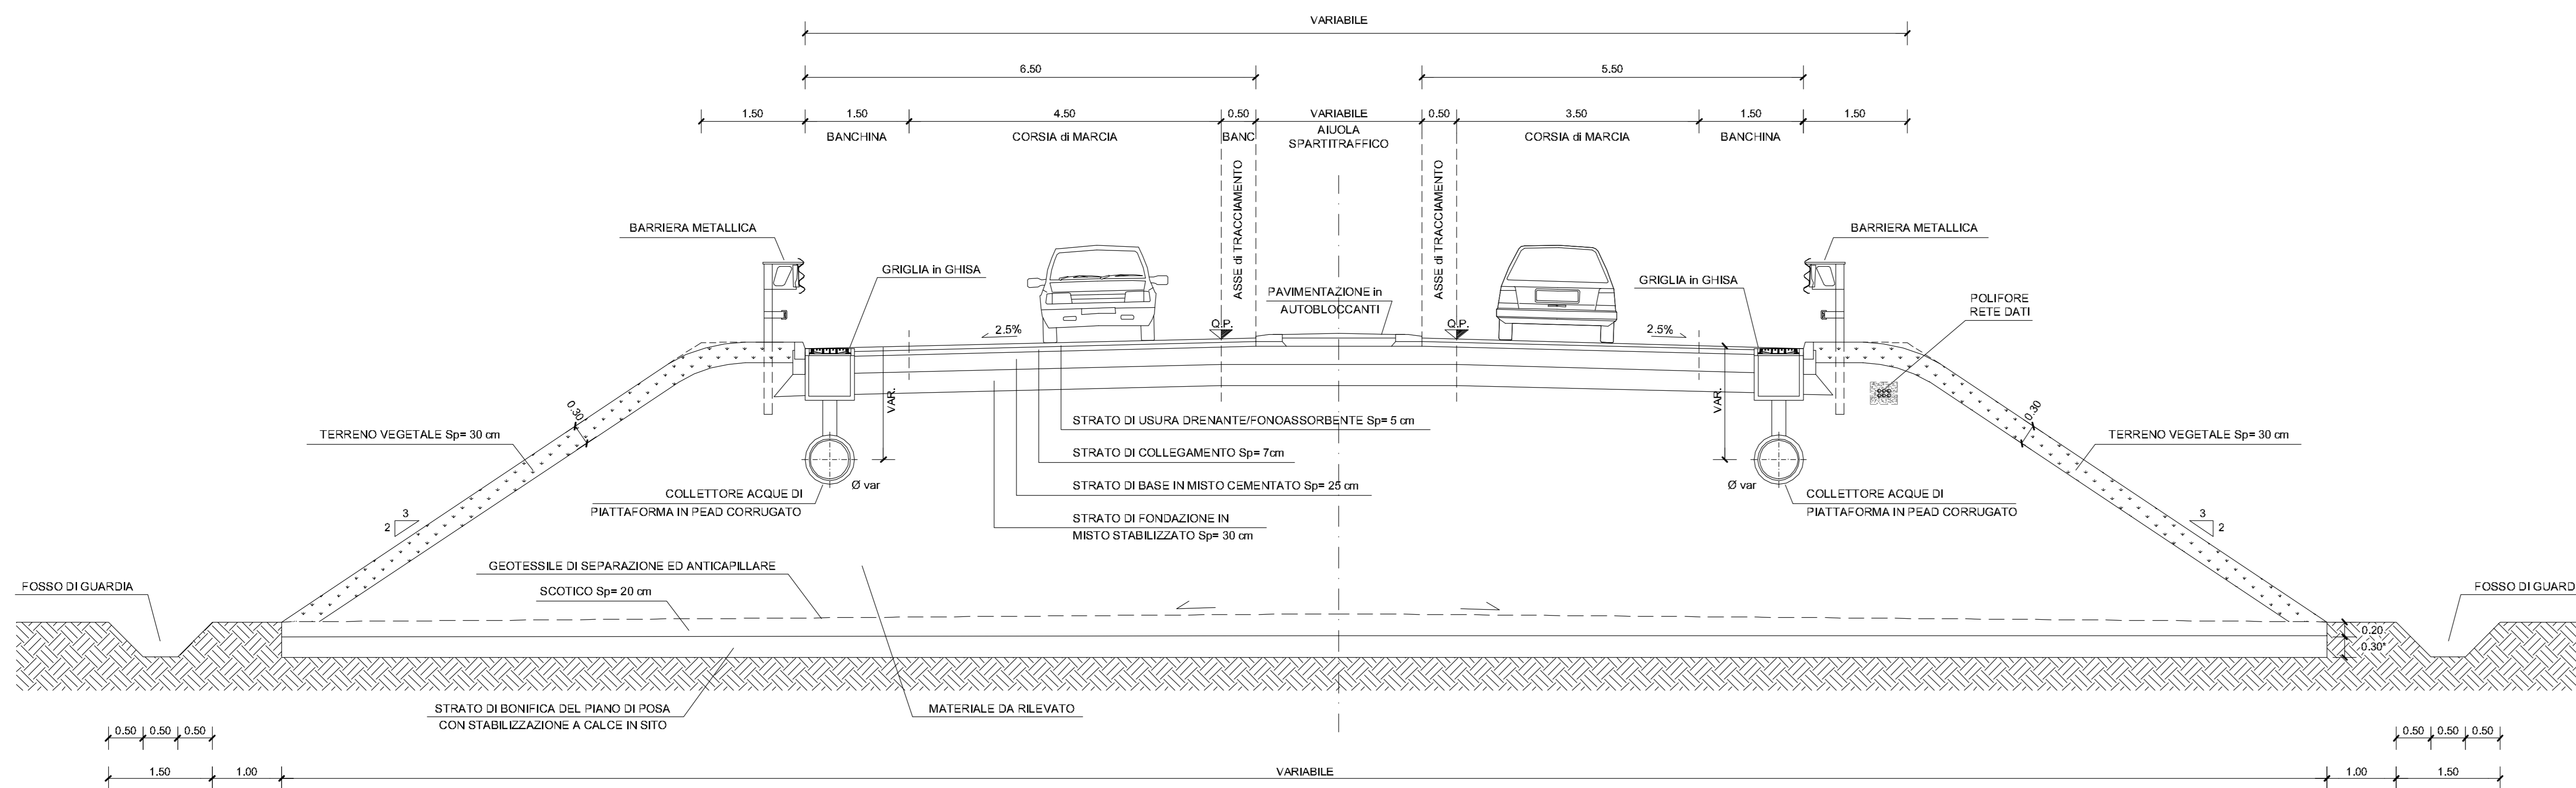 VARIABILE
6.50
5.50
1.50
1.50
4.50
0.50
VARIABILE
0.50
3.50
1.50
1.50
BANCHINA
CORSIA di MARCIA
BANC
AIUOLA
SPARTITRAFFICO
CORSIA di MARCIA
BANCHINA
ASSE di TRACCIAMENTO
ASSE di TRACCIAMENTO
BARRIERA METALLICA
BARRIERA METALLICA
GRIGLIA in GHISA
GRIGLIA in GHISA
PAVIMENTAZIONE in
AUTOBLOCCANTI
POLIFORE
RETE DATI
Q.P.
Q.P.
2.5%
2.5%
VAR.
VAR.
0.30
0.30
STRATO DI USURA DRENANTE/FONOASSORBENTE Sp= 5 cm
TERRENO VEGETALE Sp= 30 cm
TERRENO VEGETALE Sp= 30 cm
STRATO DI COLLEGAMENTO Sp= 7cm
STRATO DI BASE IN MISTO CEMENTATO Sp= 25 cm
Ø var
Ø var
COLLETTORE ACQUE DI
PIATTAFORMA IN PEAD CORRUGATO
COLLETTORE ACQUE DI
PIATTAFORMA IN PEAD CORRUGATO
STRATO DI FONDAZIONE IN
MISTO STABILIZZATO Sp= 30 cm
3
2
3
2
GEOTESSILE DI SEPARAZIONE ED ANTICAPILLARE
SCOTICO Sp= 20 cm
FOSSO DI GUARDIA
FOSSO DI GUARD
0.20
0.30*
STRATO DI BONIFICA DEL PIANO DI POSA
CON STABILIZZAZIONE A CALCE IN SITO
MATERIALE DA RILEVATO
0.50
0.50
0.50
0.50
0.50
0.50
1.50
1.00
VARIABILE
1.00
1.50